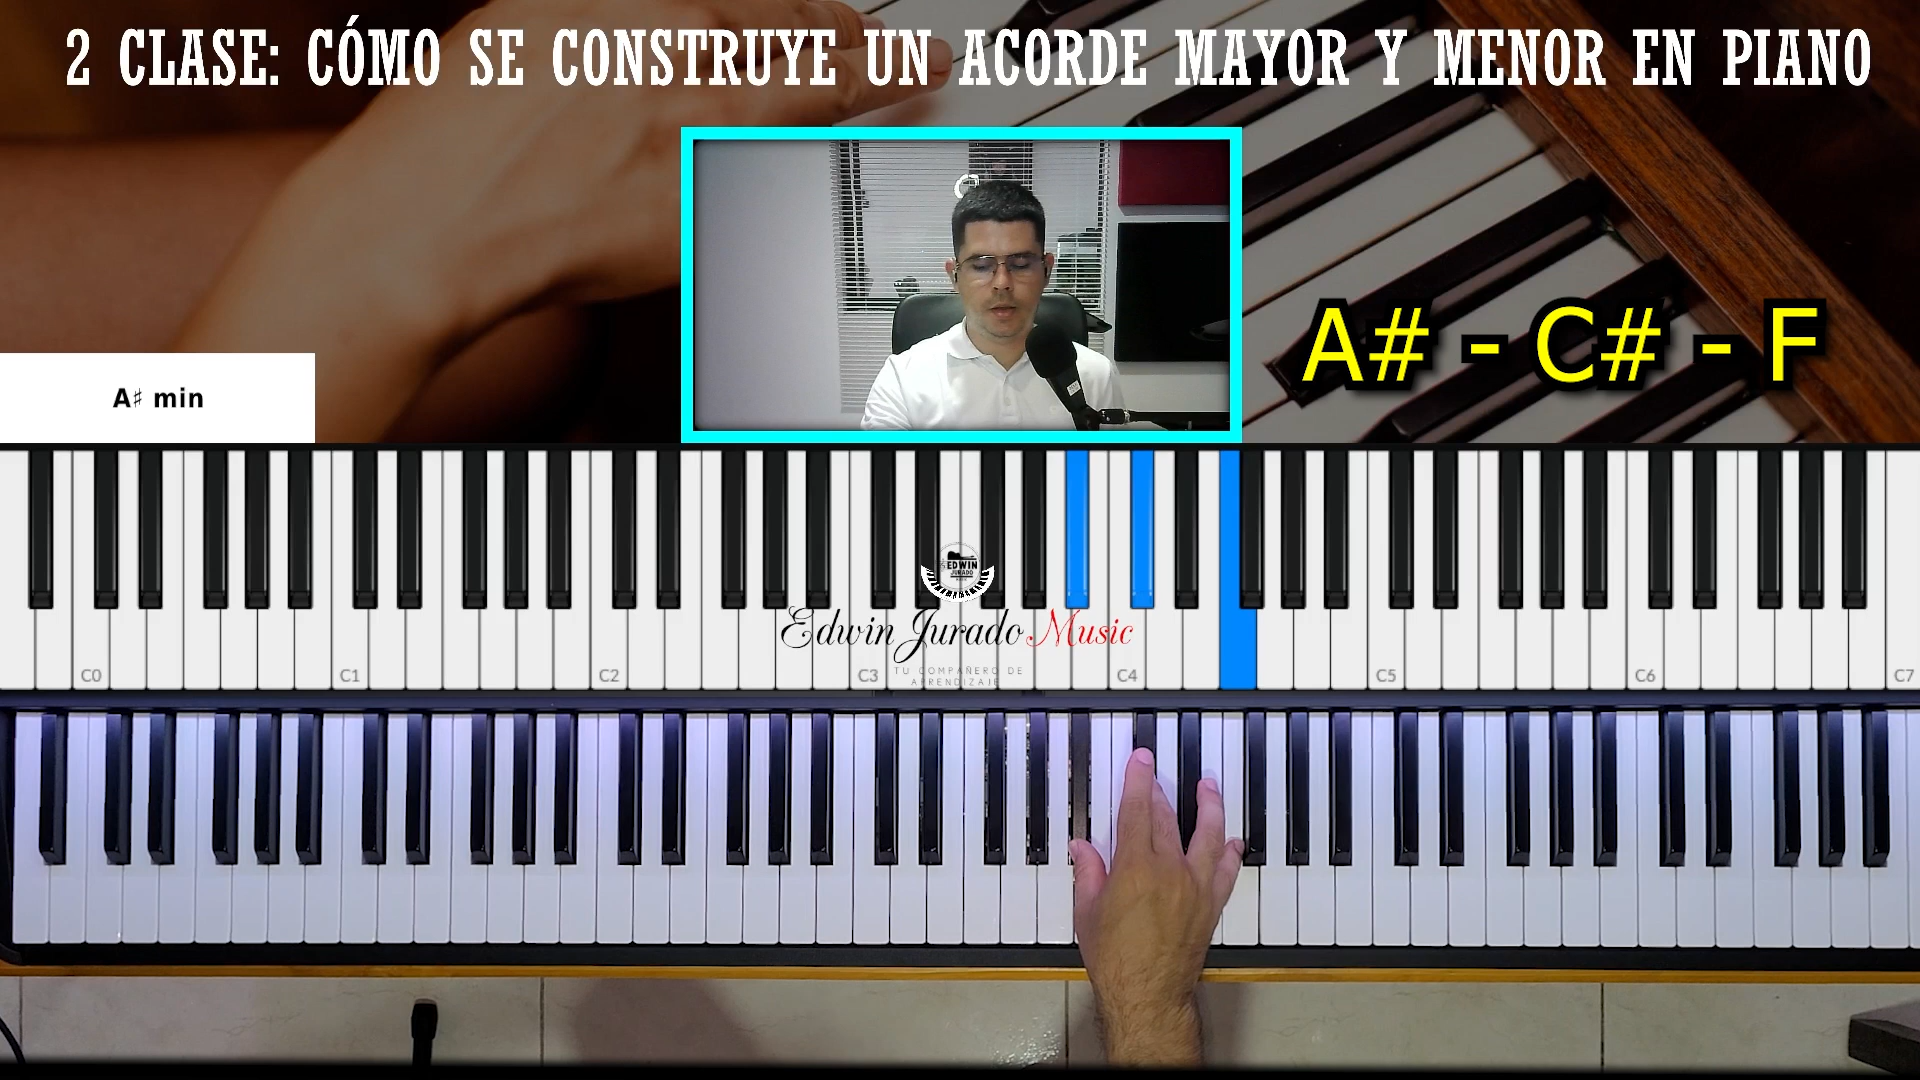 2 CLASE: CÓMO SE CONSTRUYE UN ACORDE MAYOR Y MENOR EN PIANO
A# - C# - F
A♯ min
EDWIN
JURADO
Edwin Jurado Music
TU COMPAÑERO DE
APRENDIZAJE
C0 C1 C2 C3 C4 C5 C6 C7